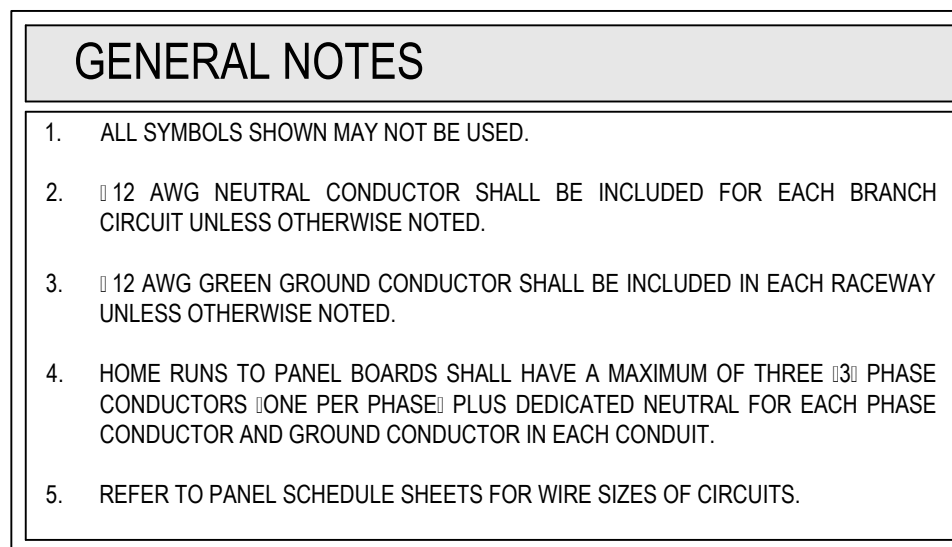 GENERAL NOTES
1. ALL SYMBOLS SHOWN MAY NOT BE USED.
2. ▯12 AWG NEUTRAL CONDUCTOR SHALL BE INCLUDED FOR EACH BRANCH
CIRCUIT UNLESS OTHERWISE NOTED.
3. ▯12 AWG GREEN GROUND CONDUCTOR SHALL BE INCLUDED IN EACH RACEWAY
UNLESS OTHERWISE NOTED.
4. HOME RUNS TO PANEL BOARDS SHALL HAVE A MAXIMUM OF THREE ▯3▯ PHASE
CONDUCTORS ▯ONE PER PHASE▯ PLUS DEDICATED NEUTRAL FOR EACH PHASE
CONDUCTOR AND GROUND CONDUCTOR IN EACH CONDUIT.
5. REFER TO PANEL SCHEDULE SHEETS FOR WIRE SIZES OF CIRCUITS.